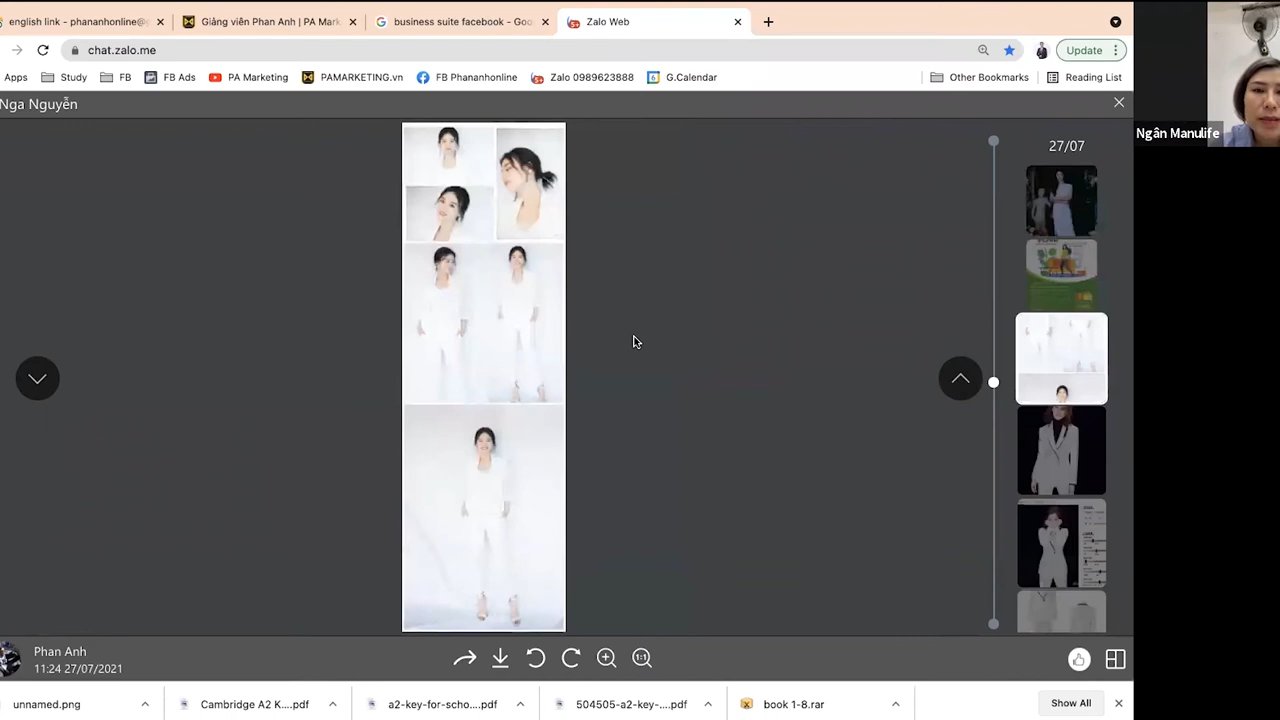 english link - phananhonline@e
Giảng viên Phan Anh | PA Mark
business suite facebook - Goo
Zalo Web
chat.zalo.me
Update
Apps
Study
FB
FB Ads
PA Marketing
PAMARKETING.vn
FB Phananhonline
Zalo 0989623888
G.Calendar
Other Bookmarks
Reading List
Nga Nguyễn
Ngân Manulife
27/07
Phan Anh
11:24 27/07/2021
1:1
unnamed.png
Cambridge A2 K....pdf
a2-key-for-scho....pdf
504505-a2-key-....pdf
book 1-8.rar
Show All